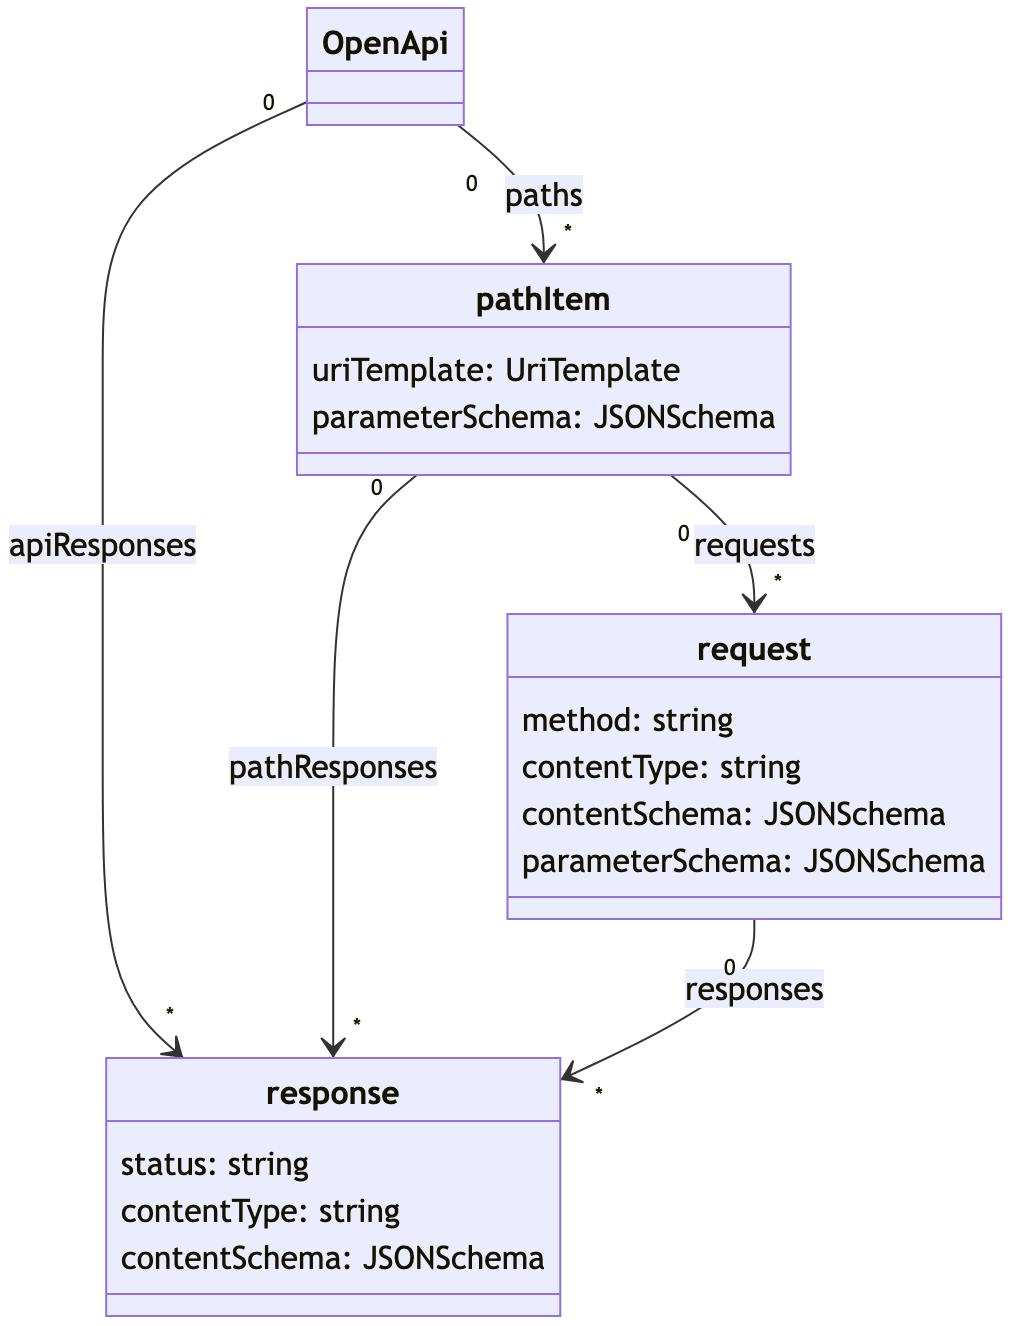 OpenApi
0
0
paths
*
pathItem
uriTemplate: UriTemplate
parameterSchema: JSONSchema
0
0
apiResponses
requests
*
request
method: string
contentType: string
contentSchema: JSONSchema
parameterSchema: JSONSchema
pathResponses
0
responses
*
*
*
response
status: string
contentType: string
contentSchema: JSONSchema